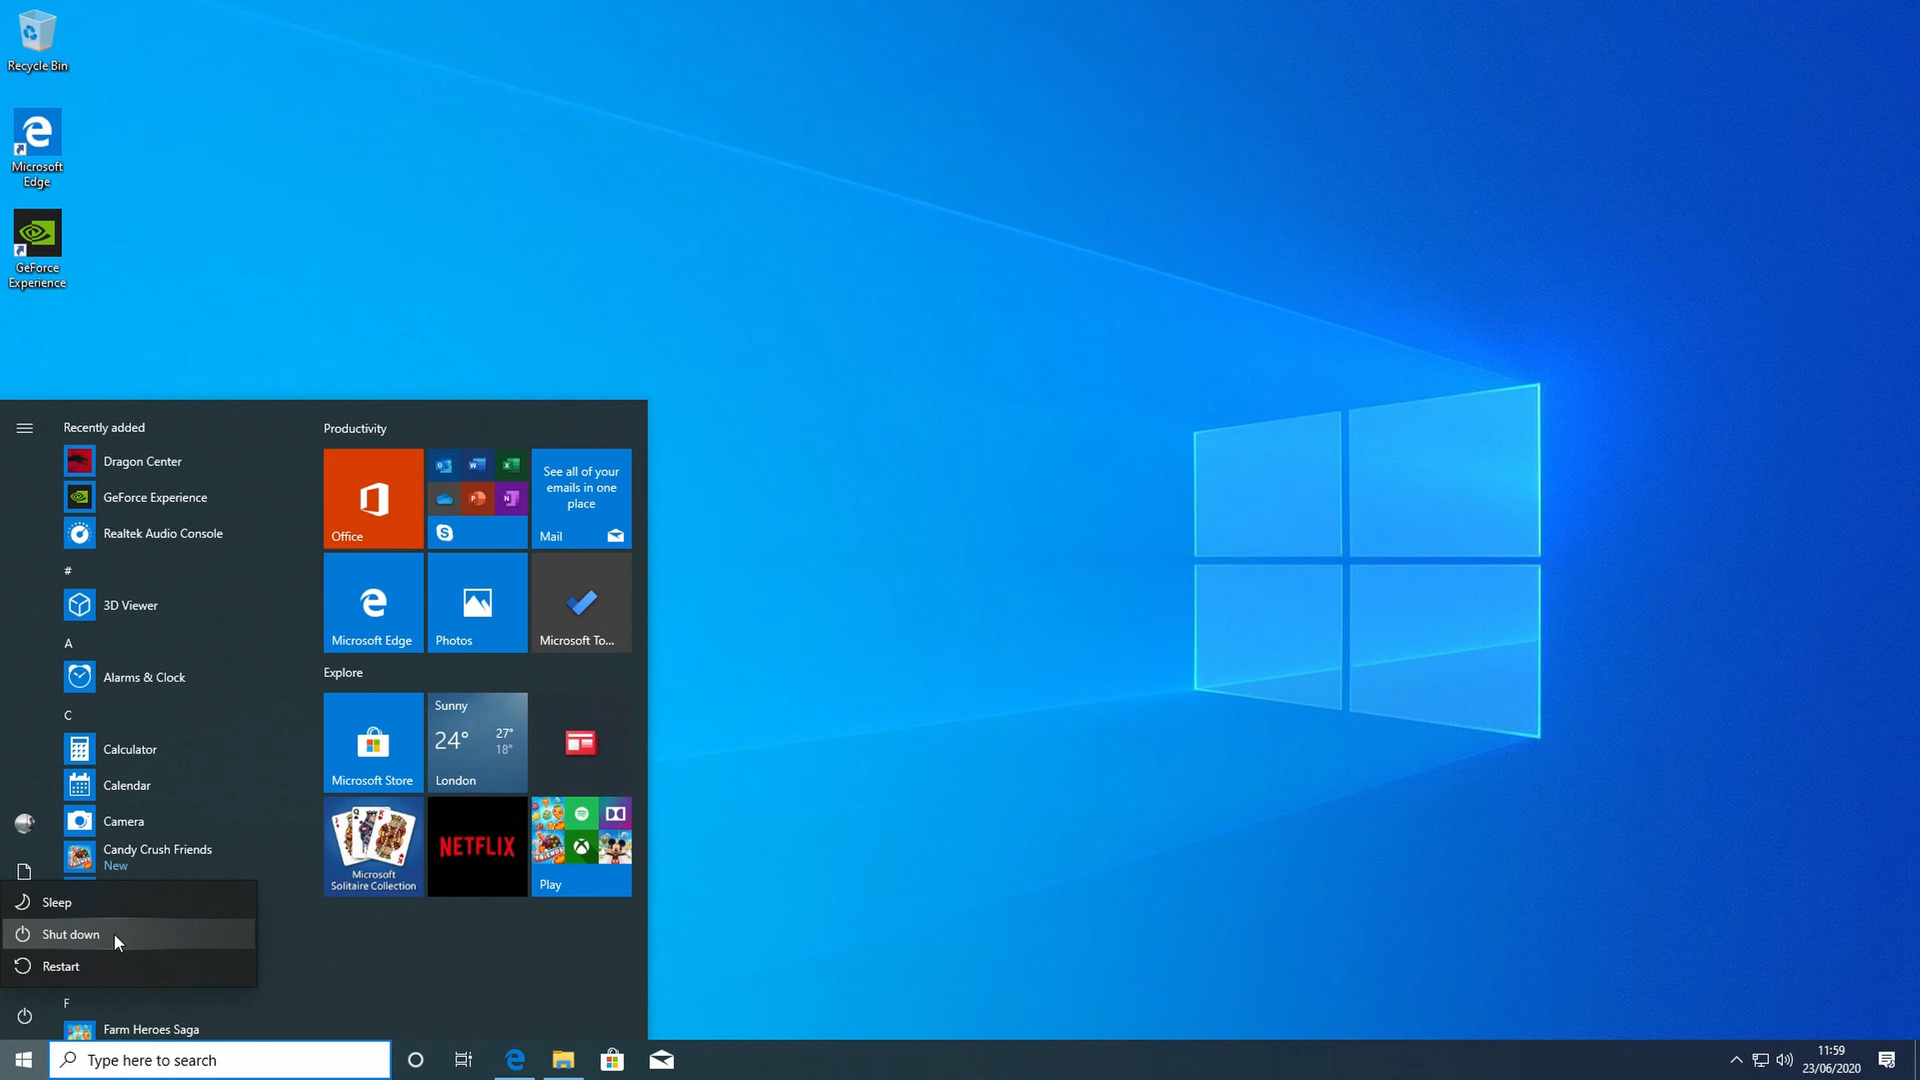 Recycle Bin
Microsoft
Edge
GeForce
Experience
Recently added
Dragon Center
GeForce Experience
Realtek Audio Console
#
3D Viewer
A
Alarms & Clock
C
Calculator
Calendar
Camera
Candy Crush Friends
New
Sleep
Shut down
Restart
F
Farm Heroes Saga
Productivity
Office
See all of your
emails in one
place
Mail
Microsoft Edge
Photos
Microsoft To...
Explore
Microsoft Store
Sunny
24°
27°
18°
London
Microsoft
Solitaire Collection
NETFLIX
Play
Type here to search
11:59
23/06/2020